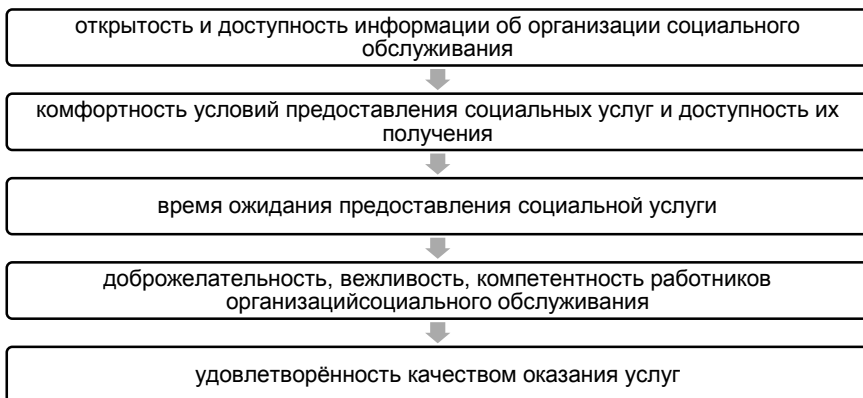 открытость и доступность информации об организации социального
обслуживания
комфортность условий предоставления социальных услуг и доступность их
получения
время ожидания предоставления социальной услуги
доброжелательность, вежливость, компетентность работников
организацийсоциального обслуживания
удовлетворённость качеством оказания услуг